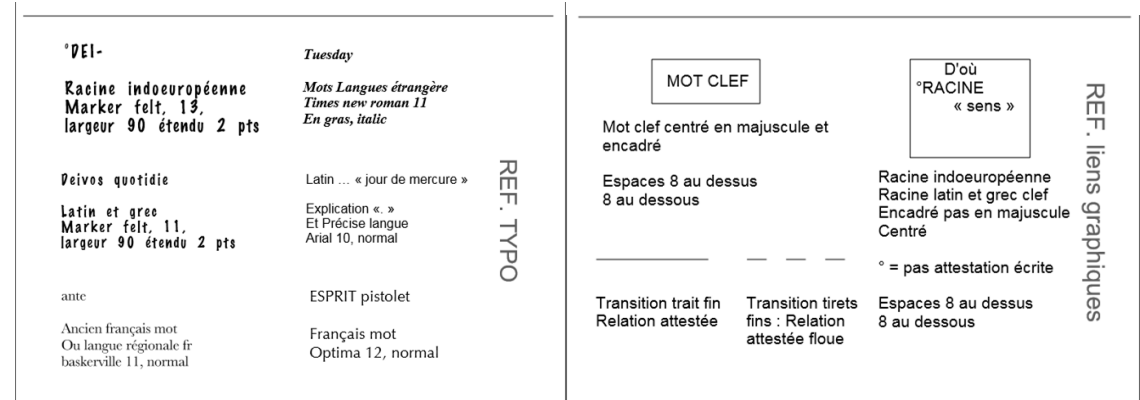 °DEI-
Racine indoeuropéenne
Marker felt, 13,
largeur 90 étendu 2 pts
Tuesday
Mots Langues étrangère
Times new roman 11
En gras, italic
Deivos quotidie
Latin et grec
Marker felt, 11,
largeur 90 étendu 2 pts
Latin ... « jour de mercure »
Explication «. »
Et Précise langue
Arial 10, normal
ante
Ancien français mot
Ou langue régionale fr
baskerville 11, normal
ESPRIT pistolet
Français mot
Optima 12, normal
REF. TYPO
MOT CLEF
Mot clef centré en majuscule et
encadré
Espaces 8 au dessus
8 au dessous
Transition trait fin
Relation attestée
Transition tirets
fins : Relation
attestée floue
D'où
°RACINE
« sens »
Racine indoeuropéenne
Racine latin et grec clef
Encadré pas en majuscule
Centré
° = pas attestation écrite
Espaces 8 au dessus
8 au dessous
REF. liens graphiques